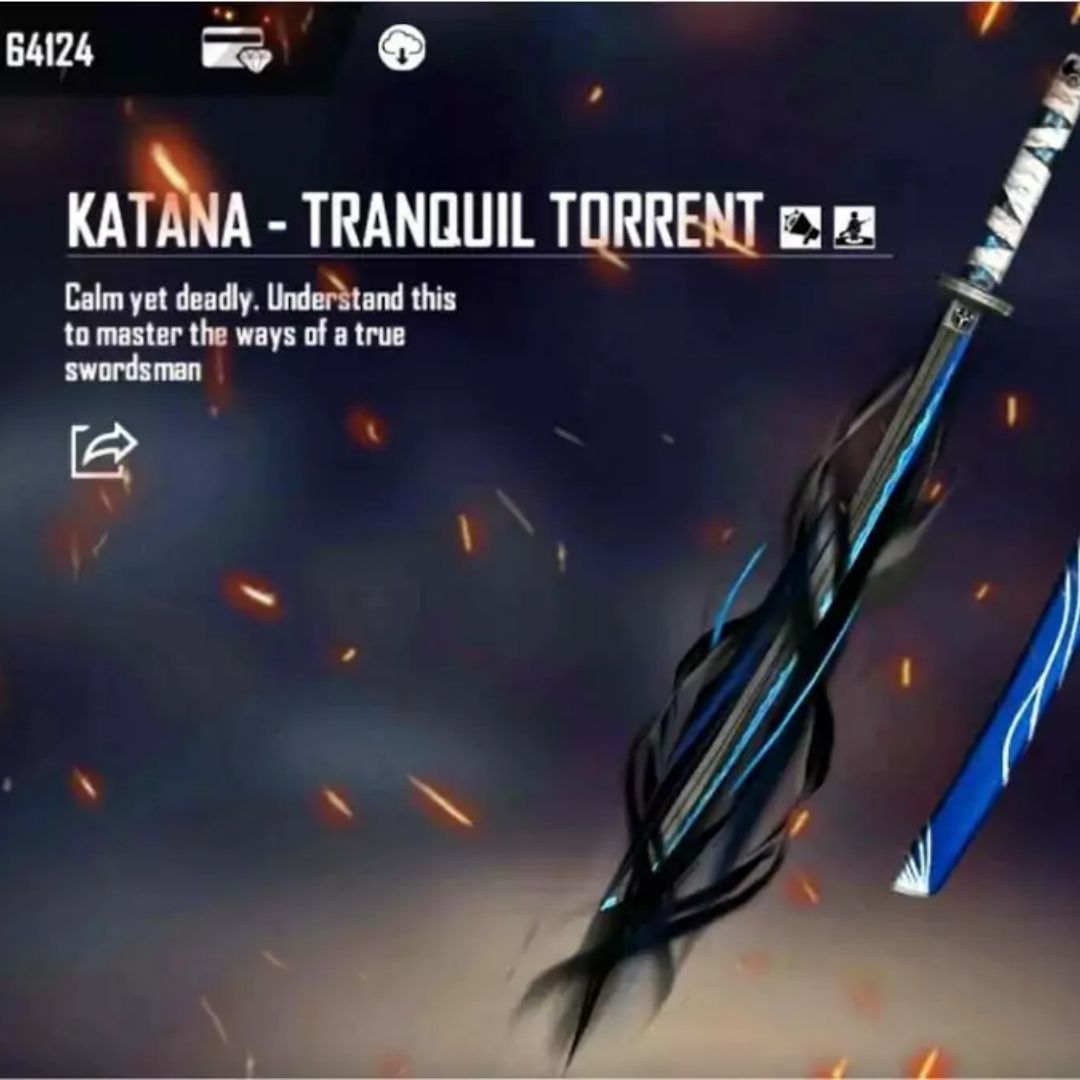 64124
KATANA - TRANQUIL TORRENT
Calm yet deadly. Understand this
to master the ways of a true
swordsman